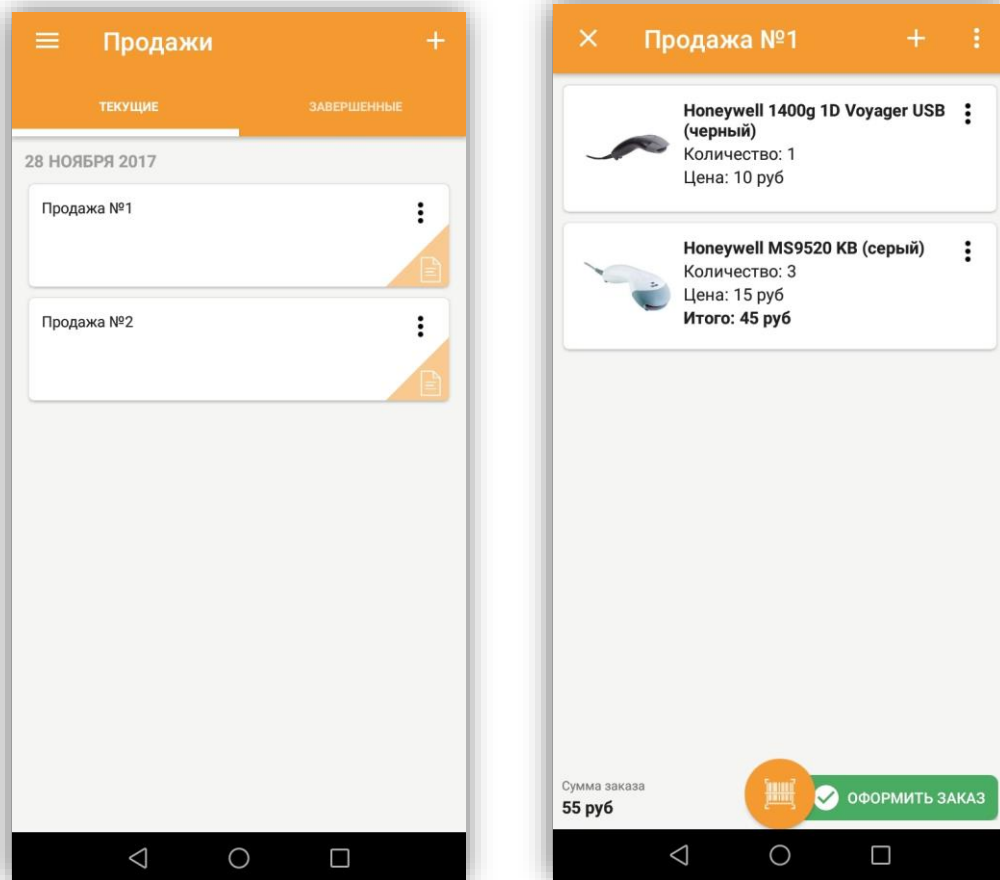 Продажи
ТЕКУЩИЕ
ЗАВЕРШЕННЫЕ
28 НОЯБРЯ 2017
Продажа №1
Продажа №2
Продажа №1
Honeywell 1400g 1D Voyager USB
(черный)
Количество: 1
Цена: 10 руб
Honeywell MS9520 KB (серый)
Количество: 3
Цена: 15 руб
Итого: 45 руб
Сумма заказа
55 руб
ОФОРМИТЬ ЗАКАЗ